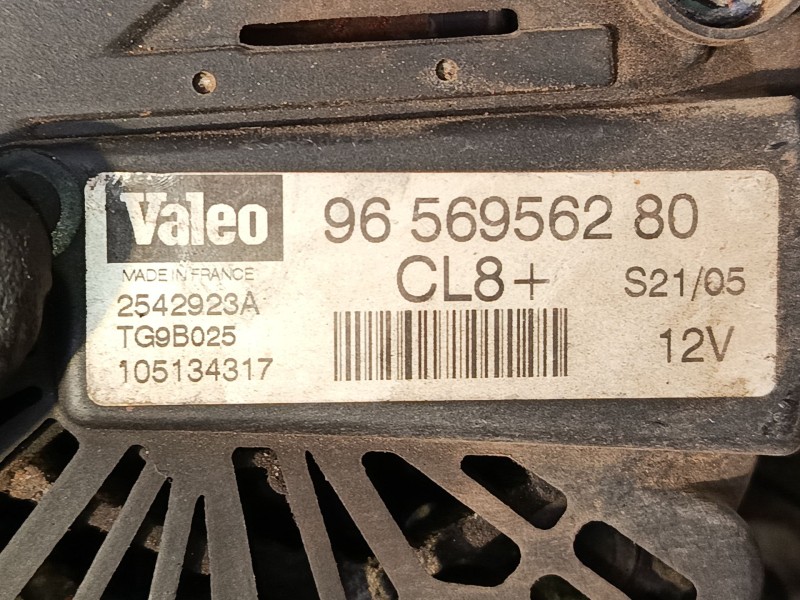 Valeo 96 569562 80
MADE IN FRANCE CL8+ S21/05
2542923A
TG9B025 12V
105134317